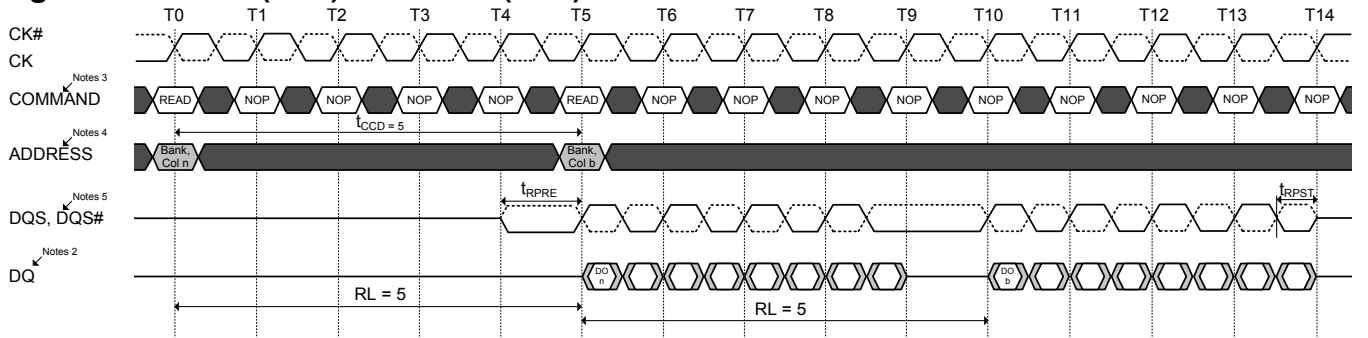 T0 T1 T2 T3 T4 T5 T6 T7 T8 T9 T10 T11 T12 T13 T14
CK#
CK
Notes 3
COMMAND READ NOP NOP NOP NOP READ NOP NOP NOP NOP NOP NOP NOP NOP NOP
tCCD = 5
Notes 4
ADDRESS Bank, Col n Bank, Col b
Notes 5
tRPRE tRPST
DQS, DQS#
Notes 2
DQ DO n DO b
RL = 5
RL = 5